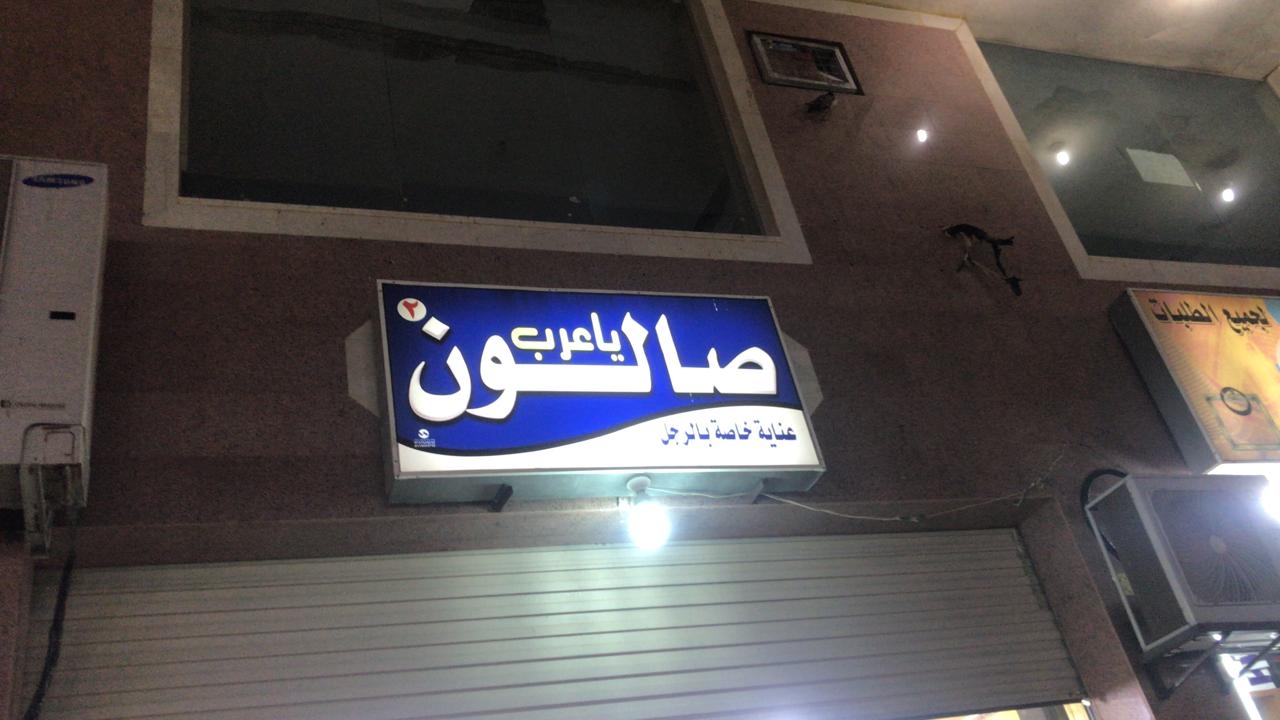 SAMSUNG
٢
صالون
ياعرب
عناية خاصة بالرجل
لجميع الطلبات